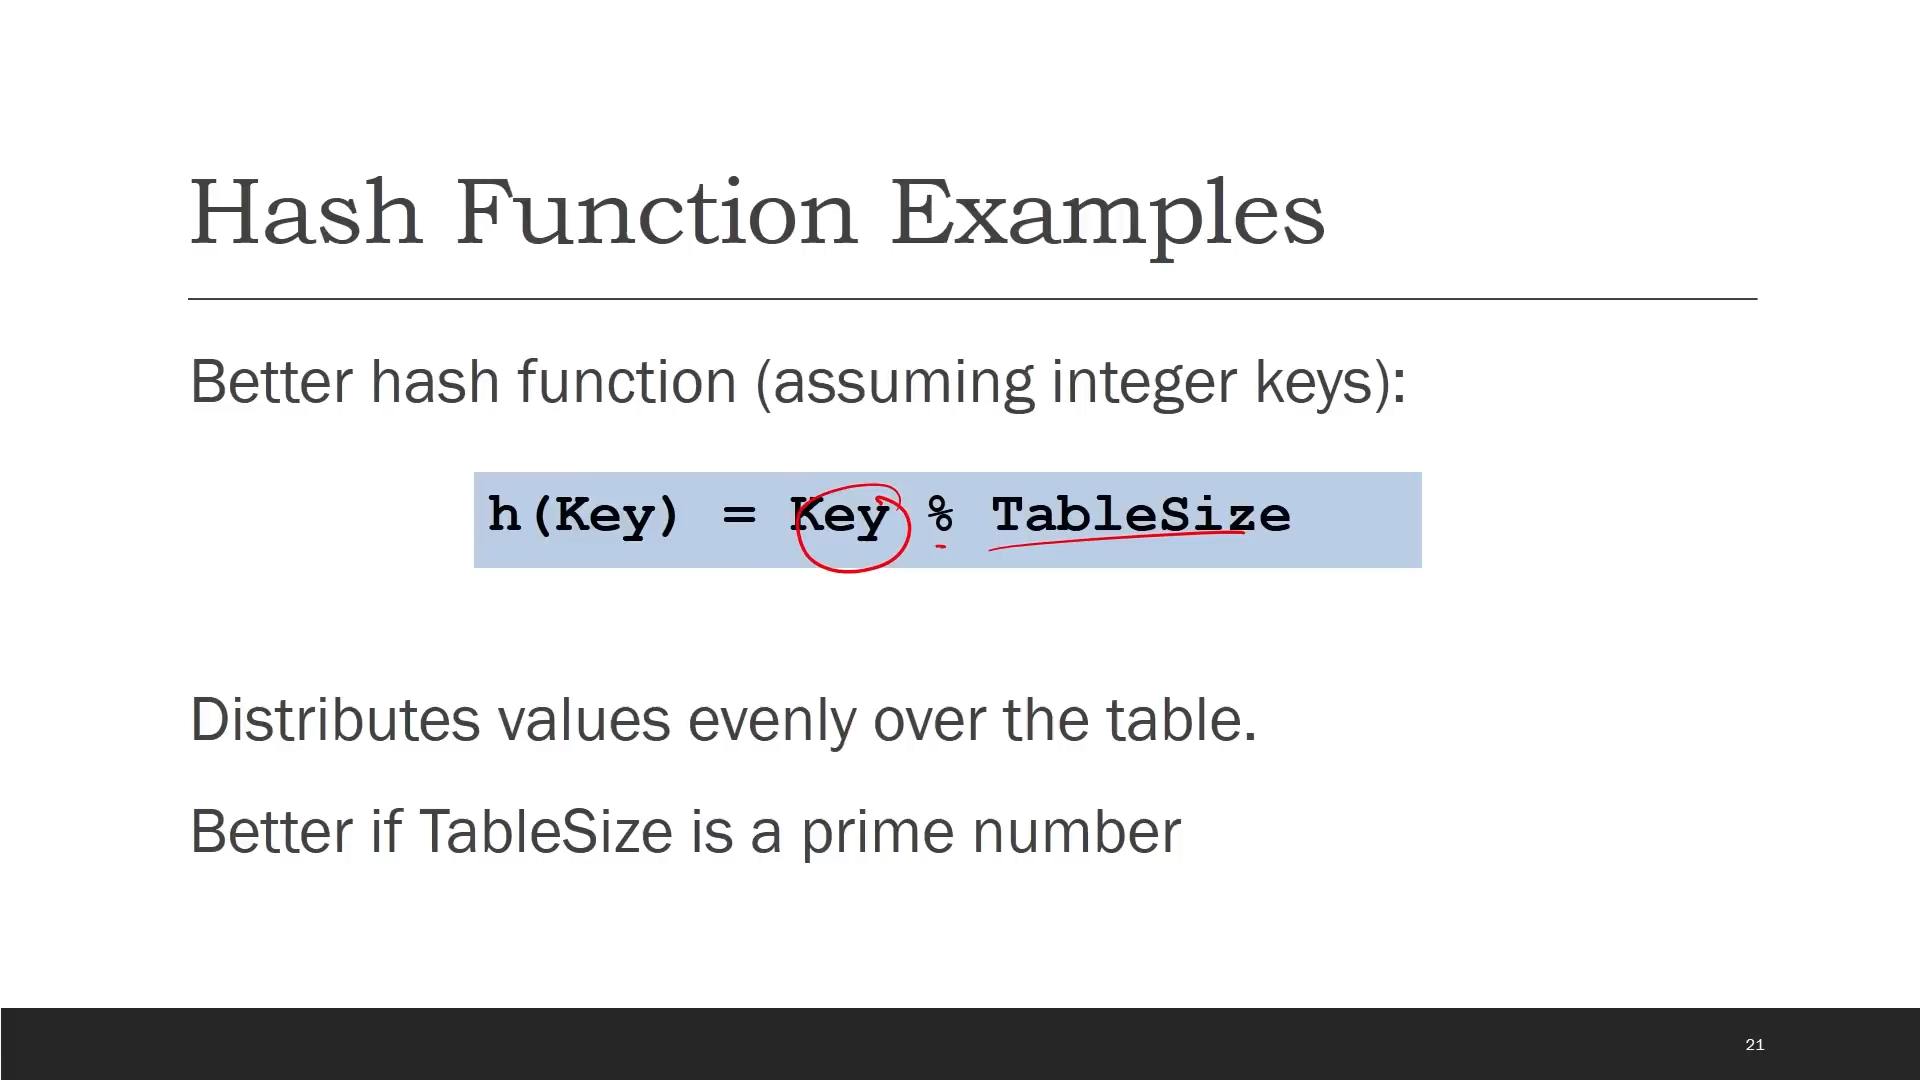 Hash Function Examples
Better hash function (assuming integer keys):
h(Key) = Key % TableSize
Distributes values evenly over the table.
Better if TableSize is a prime number
21